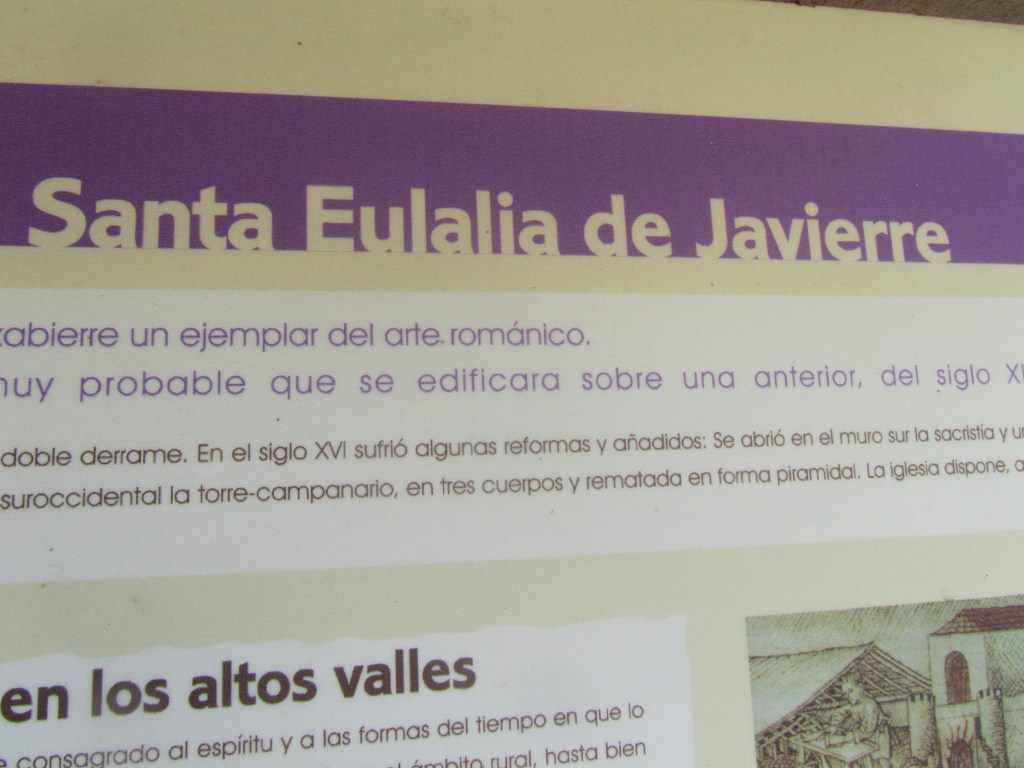 Santa Eulalia de Javierre
xabierre un ejemplar del arte románico.
muy probable que se edificara sobre una anterior, del siglo
doble derrame. En el siglo XVI sufrió algunas reformas y añadidos: Se abrió en el muro sur la sacristía y
suroccidental la torre-campanario, en tres cuerpos y rematada en forma piramidal. La iglesia dispone,
en los altos valles
consagrado al espíritu y a las formas del tiempo en que lo
ámbito rural, hasta bien